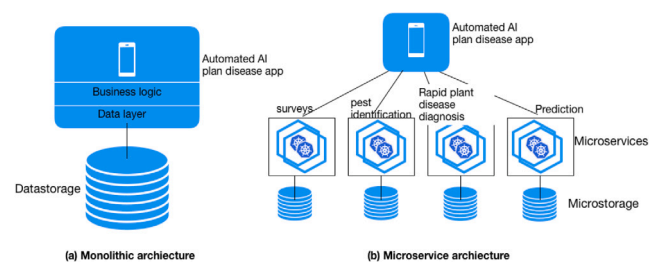 Automated AI
plan disease app
Business logic
Data layer
Datastorage
(a) Monolithic archiecture
Automated AI
plan disease app
surveys
pest
identification
Rapid plant
disease
diagnosis
Prediction
Microservices
Microstorage
(b) Microservice archiecture